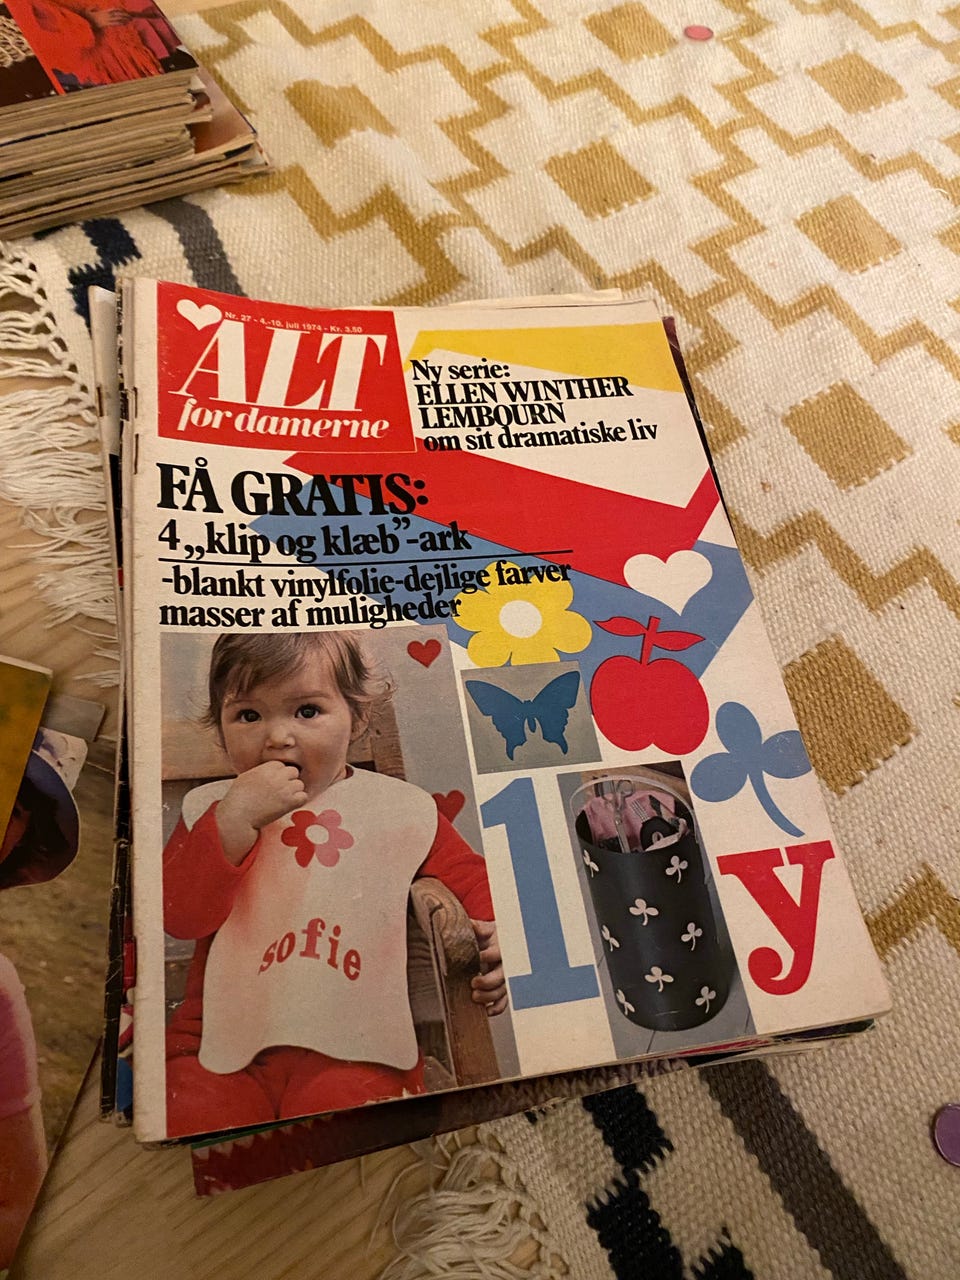 Nr. 27 - 4.-10. juli 1974 - Kr. 3,50
ALT
for damerne
Ny serie:
ELLEN WINTHER
LEMBOURN
om sit dramatiske liv
FÅ GRATIS:
4 „klip og klæb”-ark
-blankt vinylfolie-dejlige farver
masser af muligheder
sofie
l
y